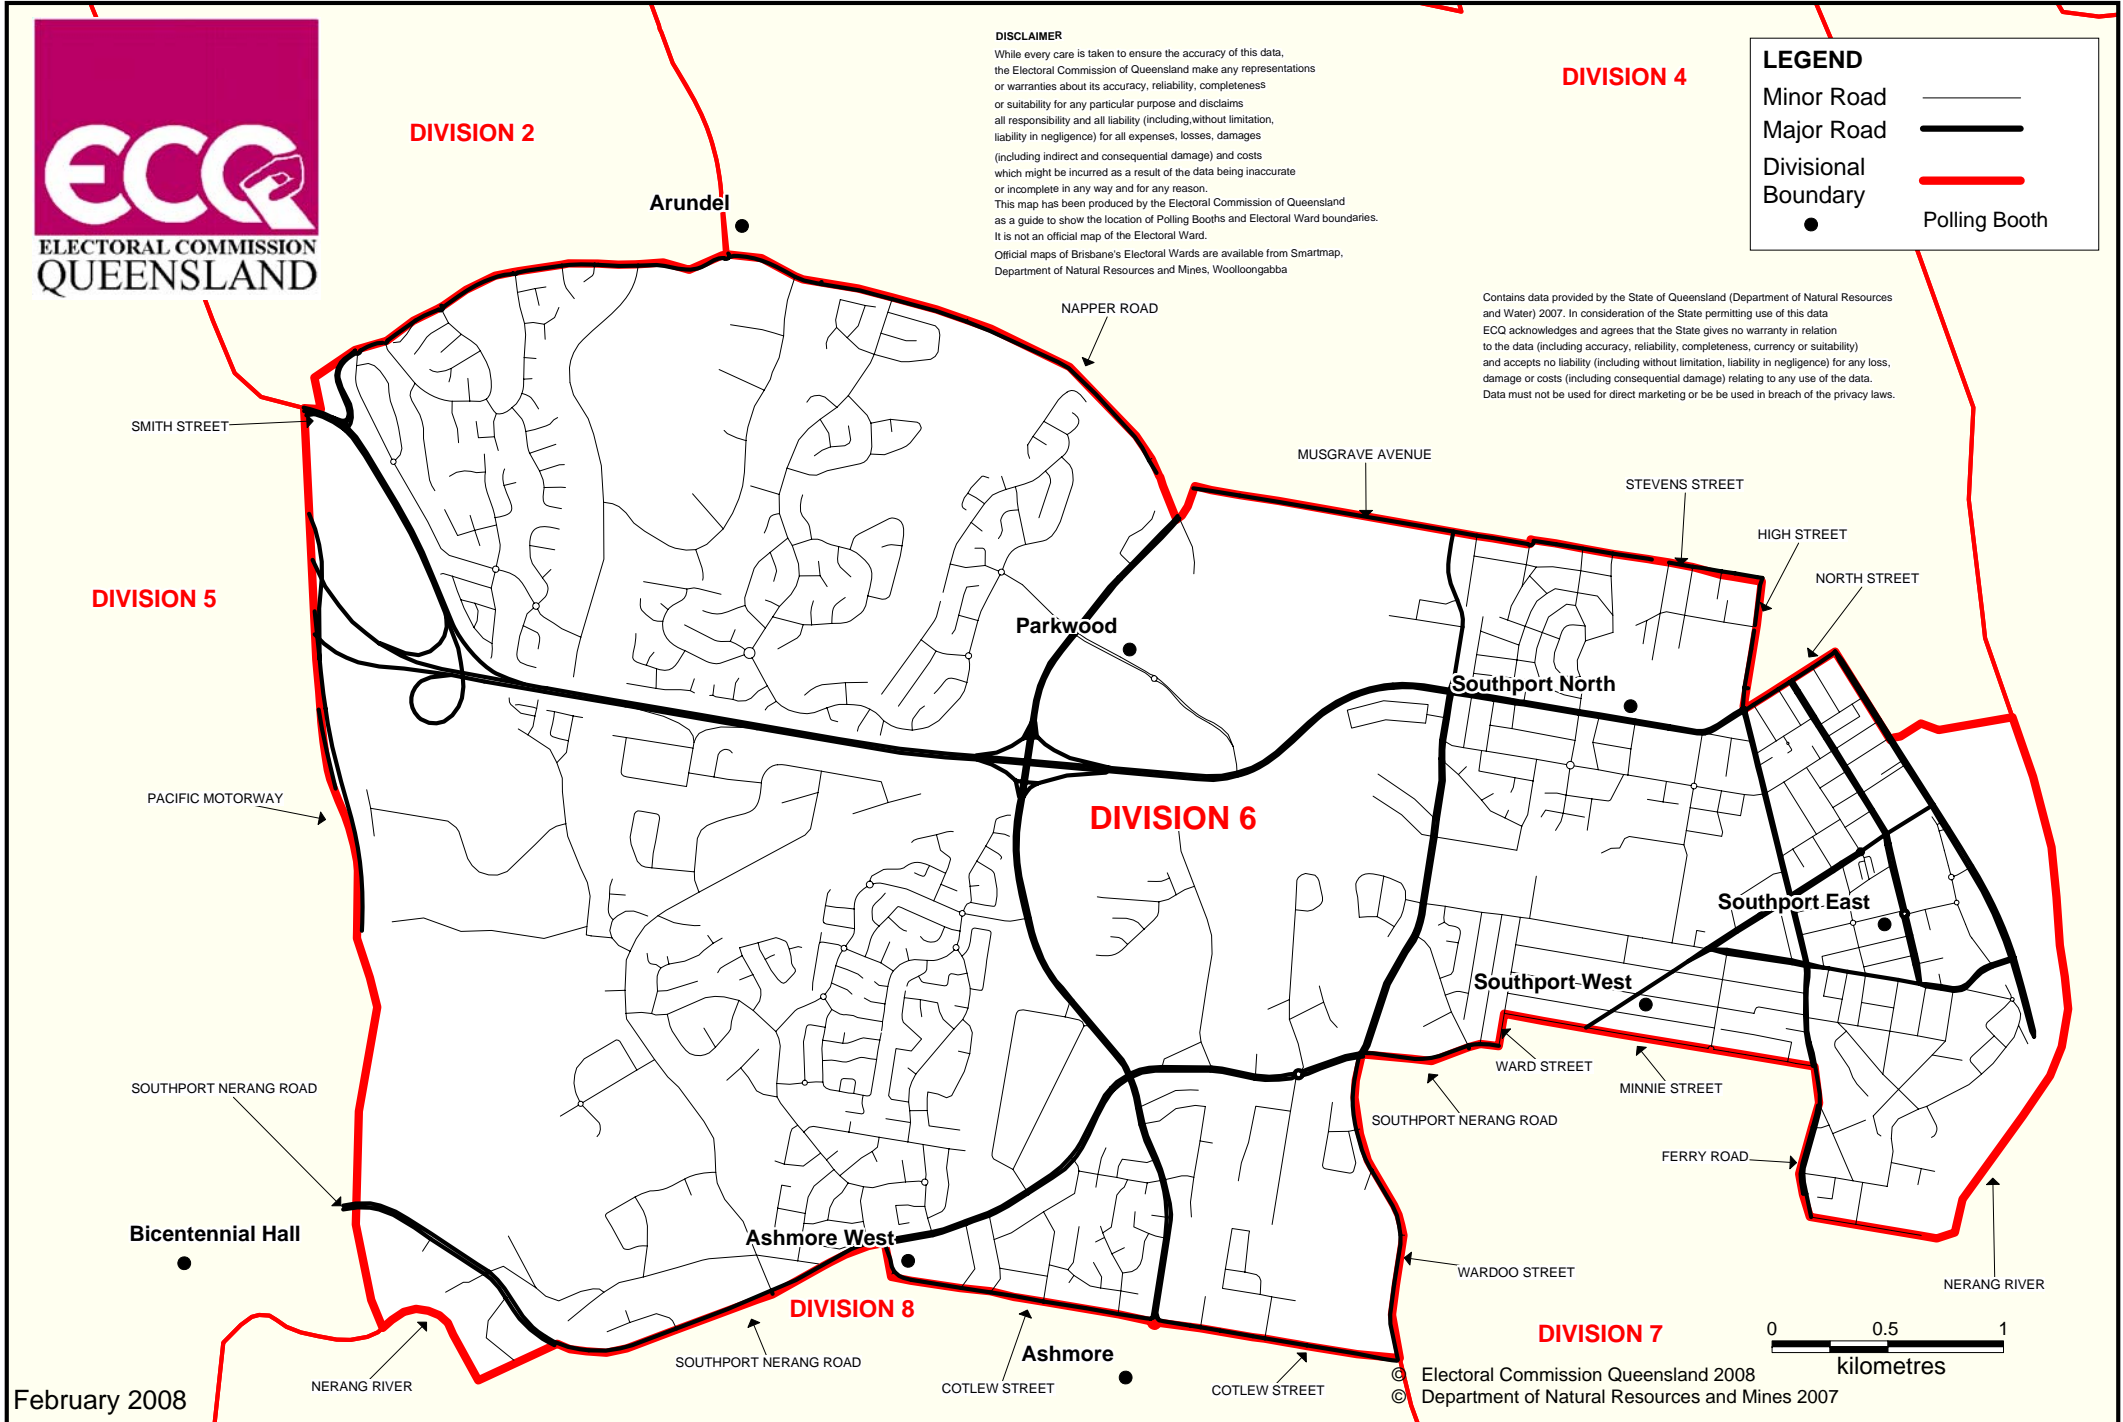 ECQ
ELECTORAL COMMISSION
QUEENSLAND
DISCLAIMER
While every care is taken to ensure the accuracy of this data,
the Electoral Commission of Queensland make any representations
or warranties about its accuracy, reliability, completeness
or suitability for any particular purpose and disclaims
all responsibility and all liability (including,without limitation,
liability in negligence) for all expenses, losses, damages
(including indirect and consequential damage) and costs
which might be incurred as a result of the data being inaccurate
or incomplete in any way and for any reason.
This map has been produced by the Electoral Commission of Queensland
as a guide to show the location of Polling Booths and Electoral Ward boundaries.
It is not an official map of the Electoral Ward.
Official maps of Brisbane's Electoral Wards are available from Smartmap,
Department of Natural Resources and Mines, Woolloongabba
LEGEND
Minor Road
Major Road
Divisional
Boundary
Polling Booth
Contains data provided by the State of Queensland (Department of Natural Resources
and Water) 2007. In consideration of the State permitting use of this data
ECQ acknowledges and agrees that the State gives no warranty in relation
to the data (including accuracy, reliability, completeness, currency or suitability)
and accepts no liability (including without limitation, liability in negligence) for any loss,
damage or costs (including consequential damage) relating to any use of the data.
Data must not be used for direct marketing or be be used in breach of the privacy laws.
DIVISION 4
DIVISION 2
Arundel
NAPPER ROAD
SMITH STREET
MUSGRAVE AVENUE
STEVENS STREET
HIGH STREET
NORTH STREET
DIVISION 5
Parkwood
Southport North
PACIFIC MOTORWAY
DIVISION 6
Southport East
Southport West
WARD STREET
MINNIE STREET
SOUTHPORT NERANG ROAD
SOUTHPORT NERANG ROAD
FERRY ROAD
Bicentennial Hall
Ashmore West
WARDOO STREET
NERANG RIVER
DIVISION 8
DIVISION 7
SOUTHPORT NERANG ROAD
Ashmore
NERANG RIVER
COTLEW STREET
COTLEW STREET
0 0.5 1
kilometres
© Electoral Commission Queensland 2008
© Department of Natural Resources and Mines 2007
February 2008